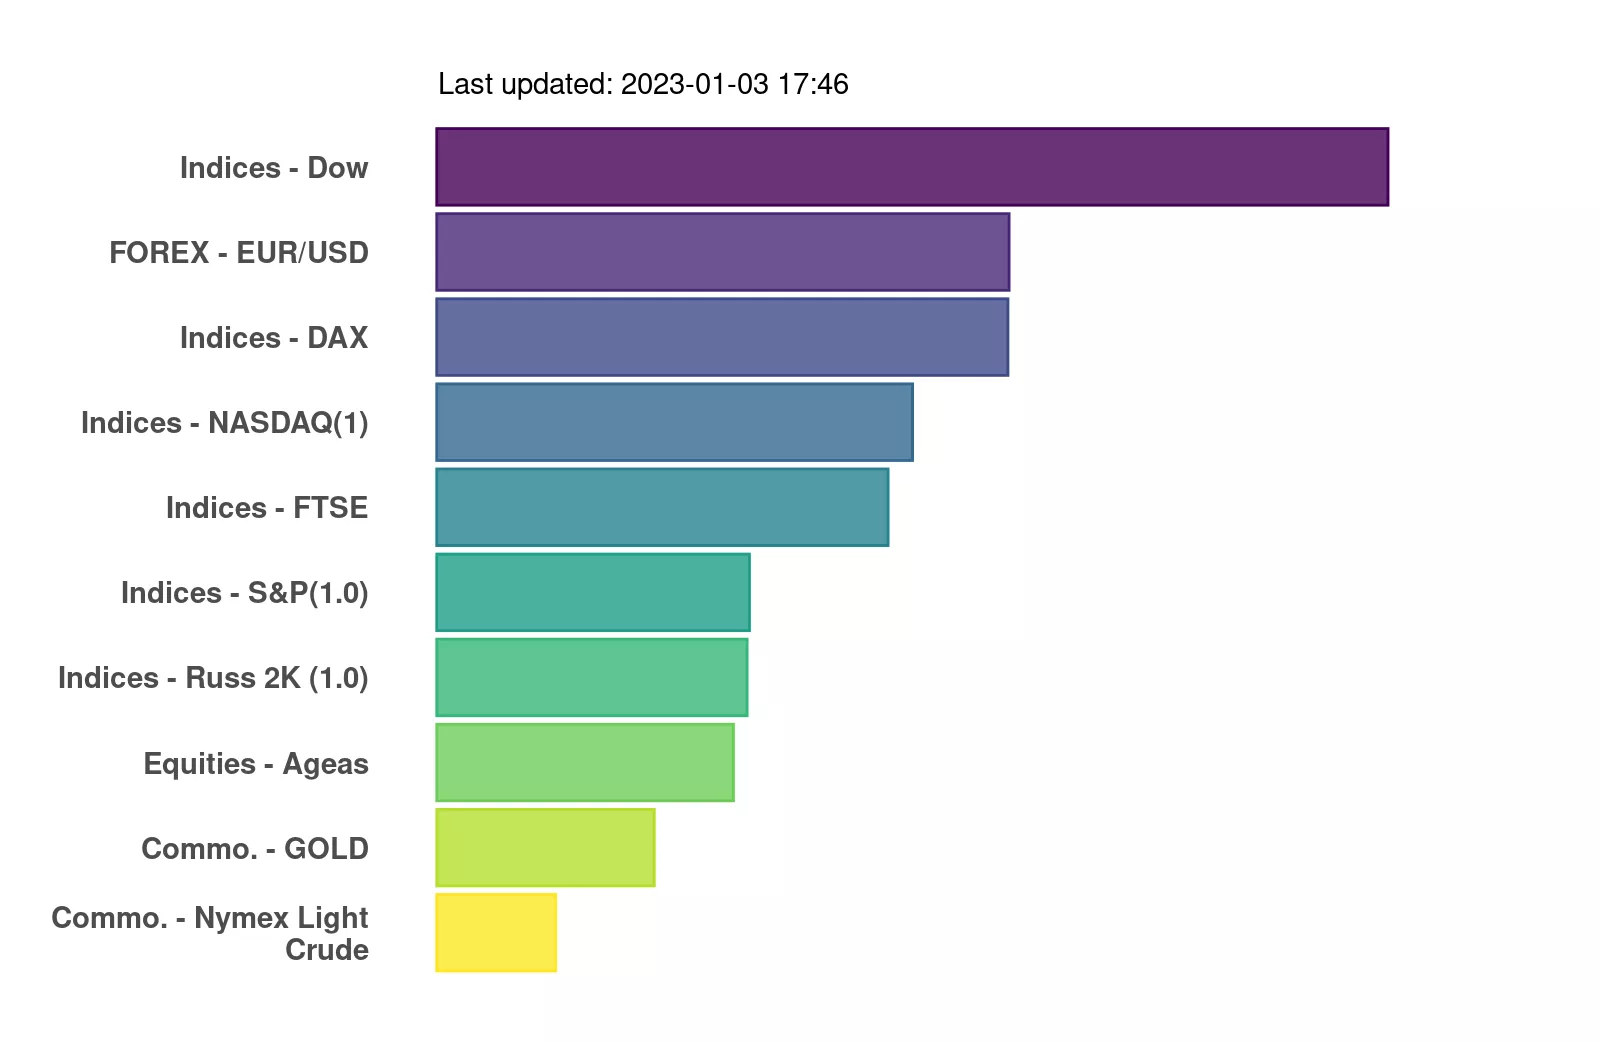 Last updated: 2023-01-03 17:46
Indices - Dow
FOREX - EUR/USD
Indices - DAX
Indices - NASDAQ(1)
Indices - FTSE
Indices - S&P(1.0)
Indices - Russ 2K (1.0)
Equities - Ageas
Commo. - GOLD
Commo. - Nymex Light
Crude